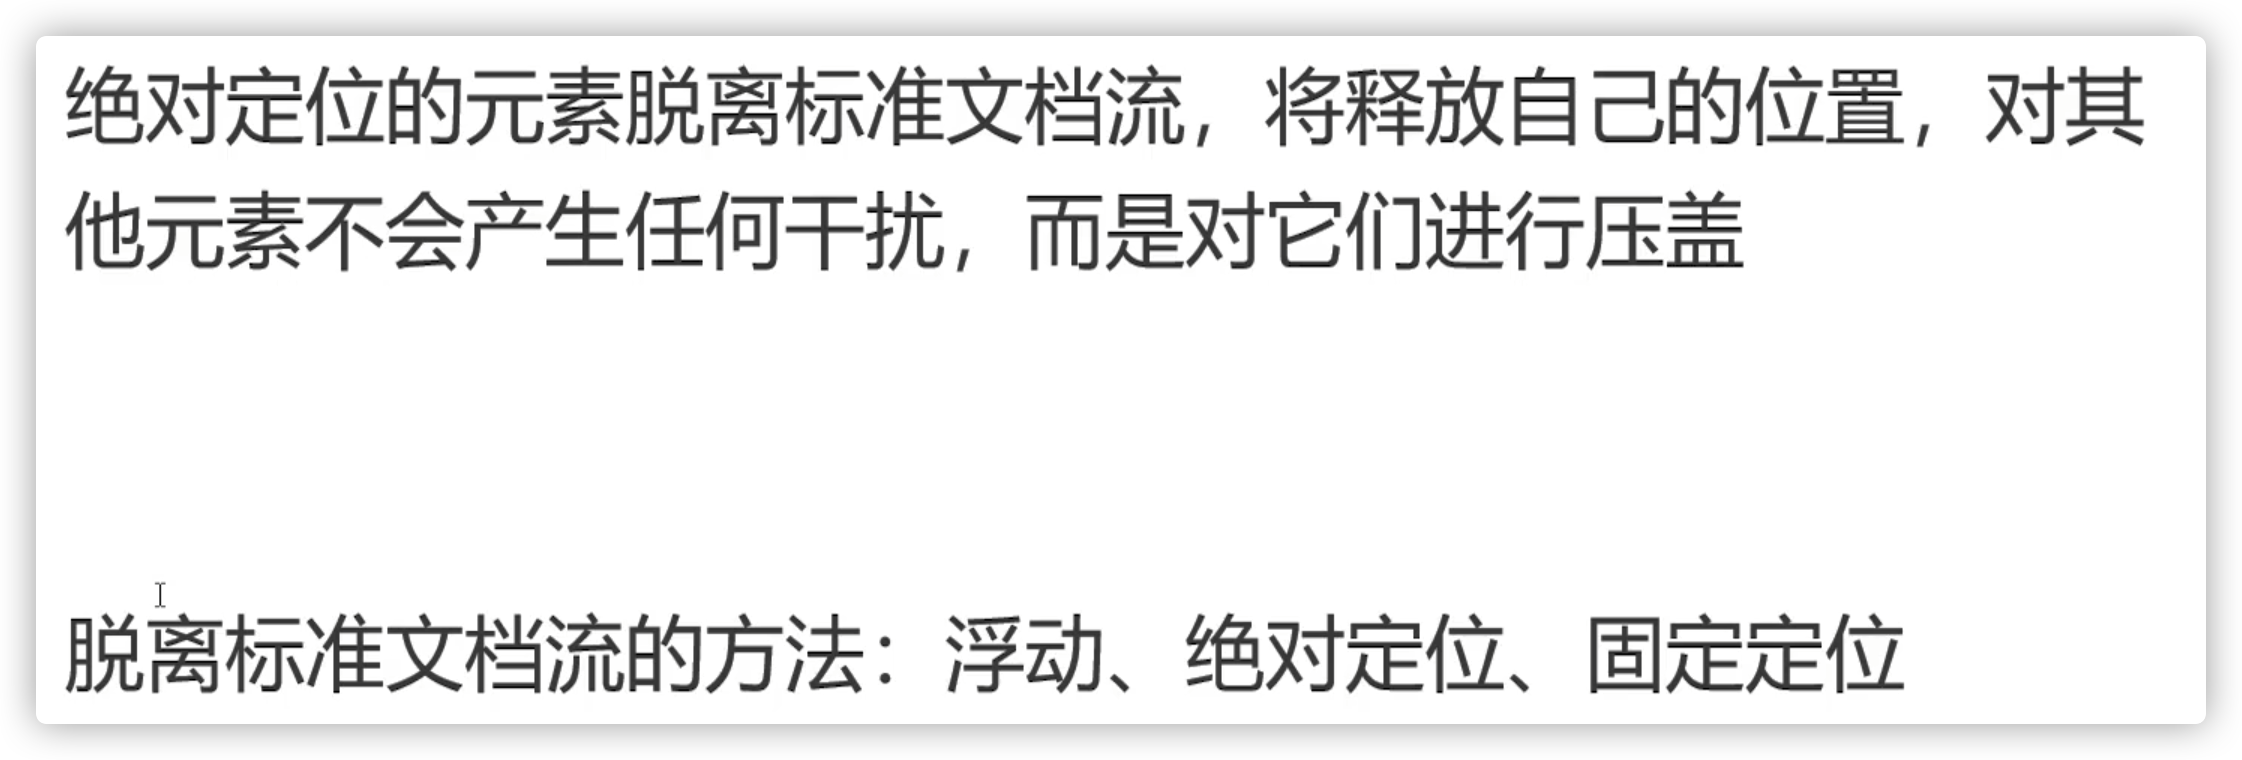 绝对定位的元素脱离标准文档流，将释放自己的位置，对其
他元素不会产生任何干扰，而是对它们进行压盖
脱离标准文档流的方法：浮动、绝对定位、固定定位